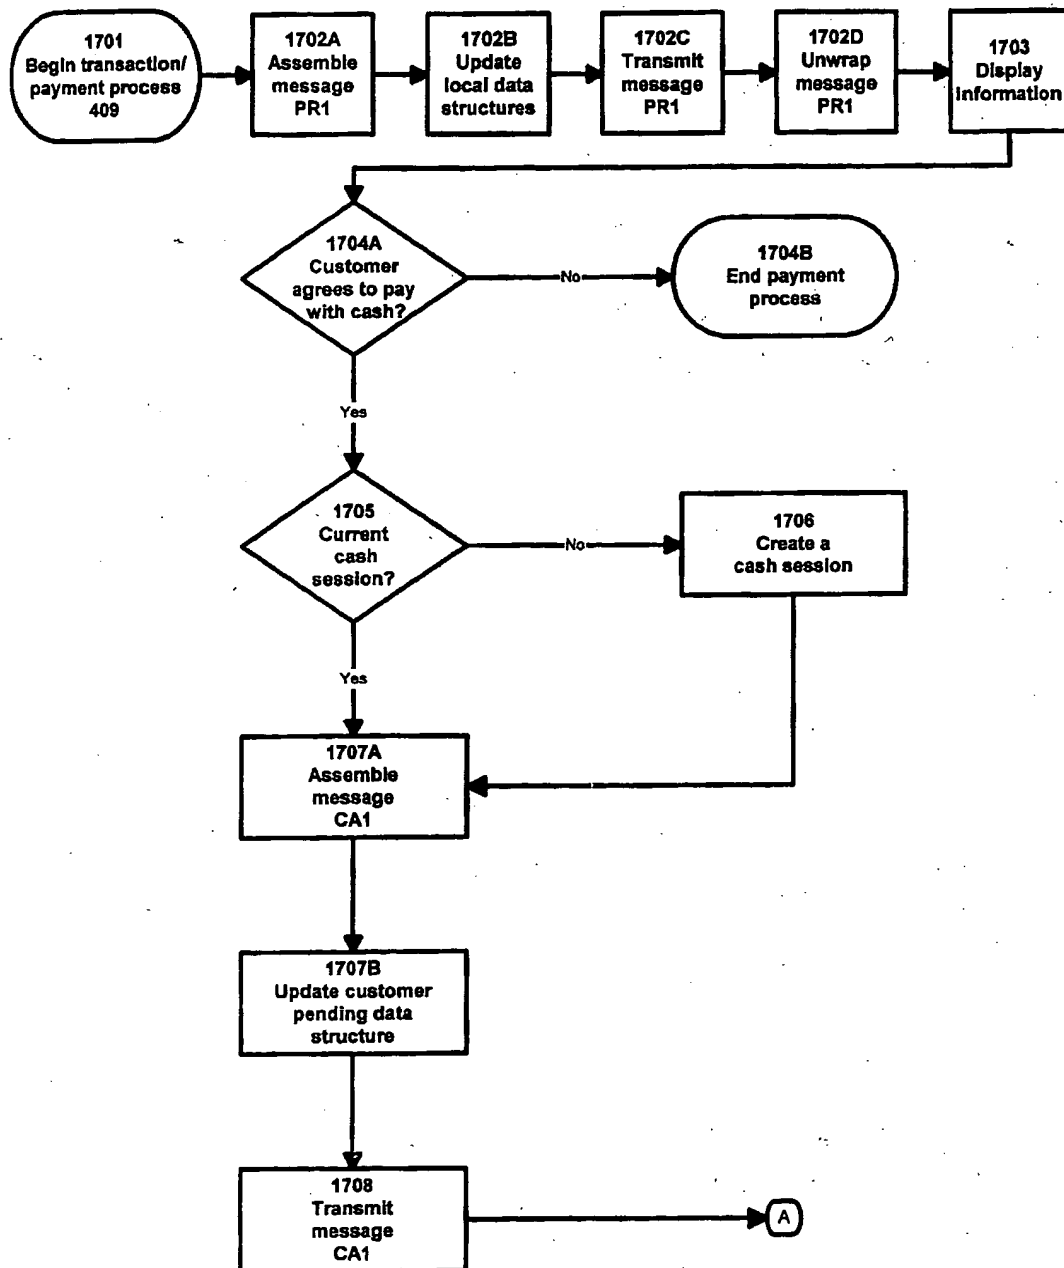 1701
Begin transaction/
payment process
409
1702A
Assemble
message
PR1
1702B
Update
local data
structures
1702C
Transmit
message
PR1
1702D
Unwrap
message
PR1
1703
Display
information
1704A
Customer
agrees to pay
with cash?
No
1704B
End payment
process
Yes
1705
Current
cash
session?
No
1706
Create a
cash session
Yes
1707A
Assemble
message
CA1
1707B
Update customer
pending data
structure
1708
Transmit
message
CA1
A